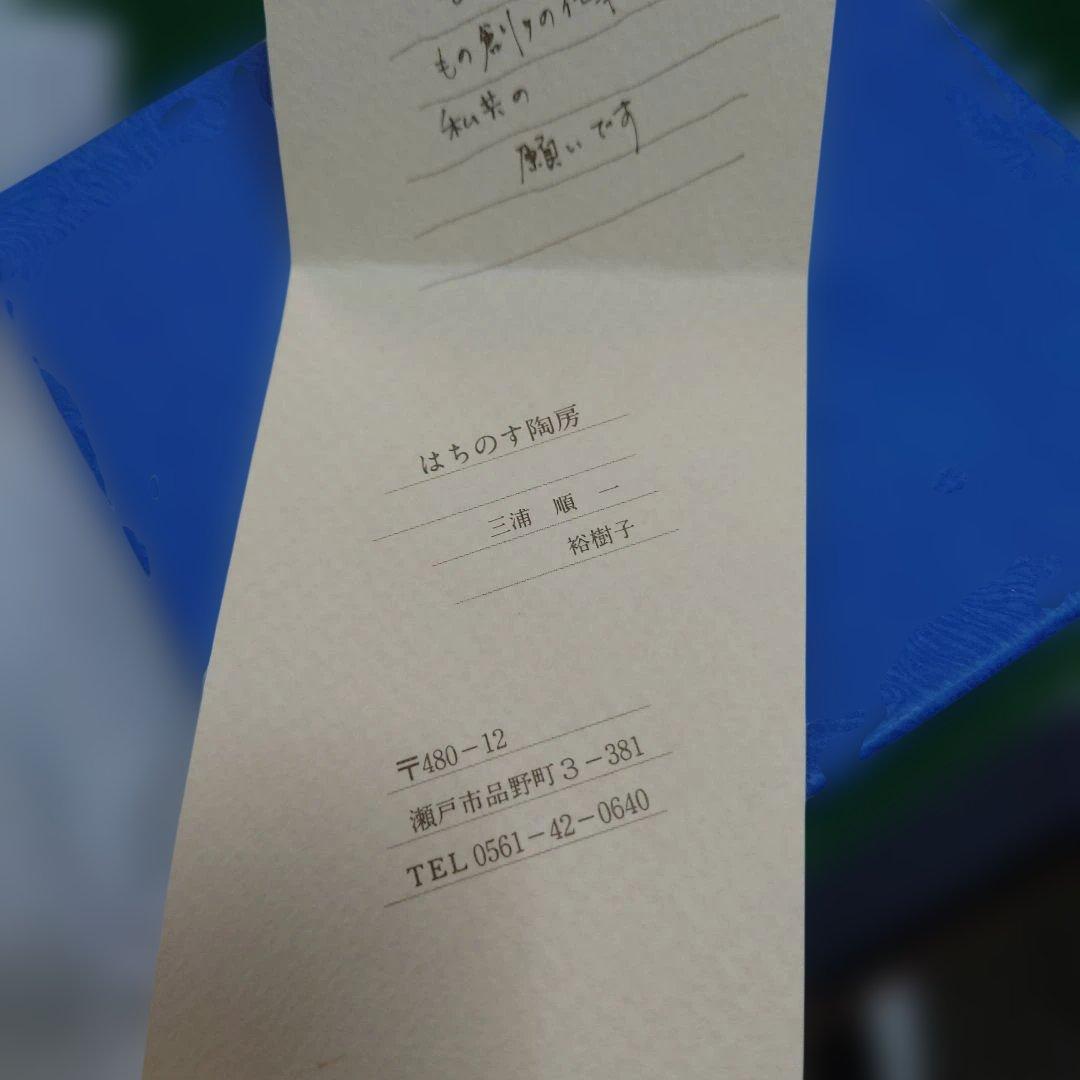 もの創りの仕事
私共の
願いです
はちのす陶房
三浦 順 一
裕樹子
〒480－12
瀬戸市品野町3－381
TEL 0561－42－0640